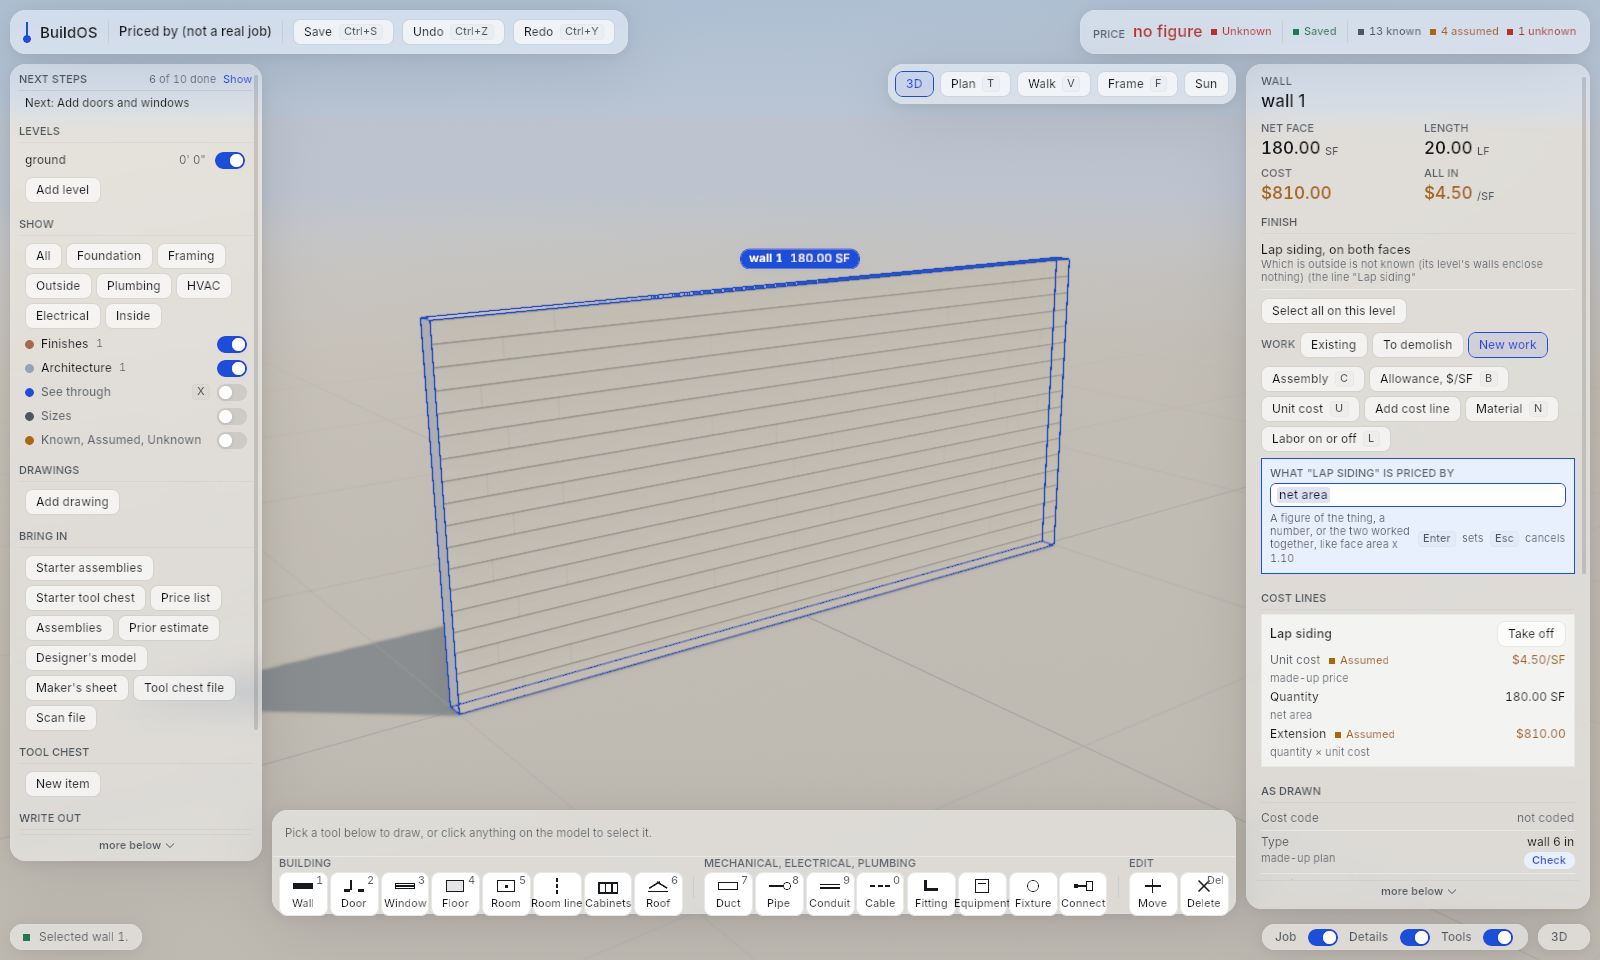 BuildOS
Priced by (not a real job)
Save Ctrl+S
Undo Ctrl+Z
Redo Ctrl+Y
PRICE no figure Unknown
Saved
13 known 4 assumed 1 unknown
NEXT STEPS 6 of 10 done Show
Next: Add doors and windows
LEVELS
ground 0' 0"
Add level
SHOW
All Foundation Framing
Outside Plumbing HVAC
Electrical Inside
Finishes 1
Architecture 1
See through X
Sizes
Known, Assumed, Unknown
DRAWINGS
Add drawing
BRING IN
Starter assemblies
Starter tool chest Price list
Assemblies Prior estimate
Designer's model
Maker's sheet Tool chest file
Scan file
TOOL CHEST
New item
WRITE OUT
more below
3D
Plan T
Walk V
Frame F
Sun
wall 1 180.00 SF
WALL
wall 1
NET FACE LENGTH
180.00 SF 20.00 LF
COST ALL IN
$810.00 $4.50 /SF
FINISH
Lap siding, on both faces
Which is outside is not known (its level's walls enclose
nothing) (the line "Lap siding"
Select all on this level
WORK Existing To demolish New work
Assembly C Allowance, $/SF B
Unit cost U Add cost line Material N
Labor on or off L
WHAT "LAP SIDING" IS PRICED BY
net area
A figure of the thing, a
number, or the two worked
together, like face area x
1.10
Enter sets Esc cancels
COST LINES
Lap siding Take off
Unit cost Assumed $4.50/SF
made-up price
Quantity 180.00 SF
net area
Extension Assumed $810.00
quantity × unit cost
AS DRAWN
Cost code not coded
Type wall 6 in
made-up plan Check
more below
Pick a tool below to draw, or click anything on the model to select it.
BUILDING
1 2 3 4 5 6
Wall Door Window Floor Room Room line Cabinets Roof
MECHANICAL, ELECTRICAL, PLUMBING
7 8 9 0
Duct Pipe Conduit Cable Fitting Equipment Fixture Connect
EDIT
Del
Move Delete
Selected wall 1.
Job Details Tools 3D